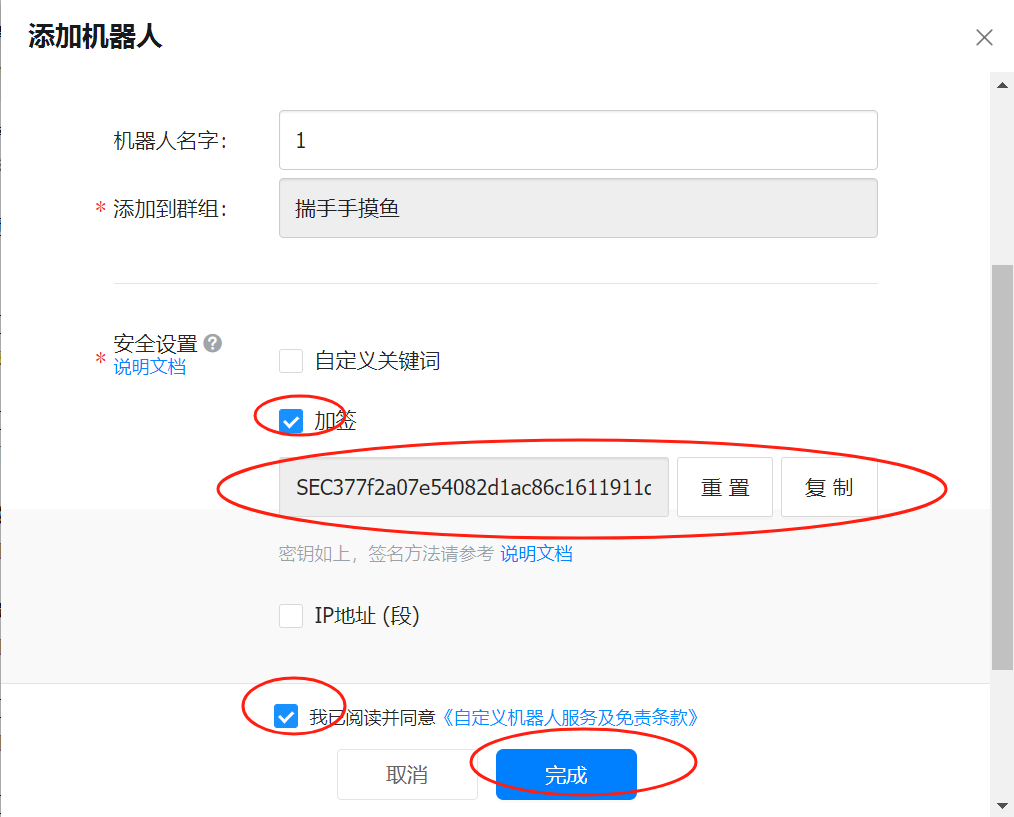 添加机器人
机器人名字：
1
* 添加到群组：
揣手手摸鱼
安全设置 ?
* 说明文档
自定义关键词
加签
SEC377f2a07e54082d1ac86c1611911c
重 置
复 制
密钥如上，签名方法请参考 说明文档
IP地址 (段)
我已阅读并同意《自定义机器人服务及免责条款》
取消
完成